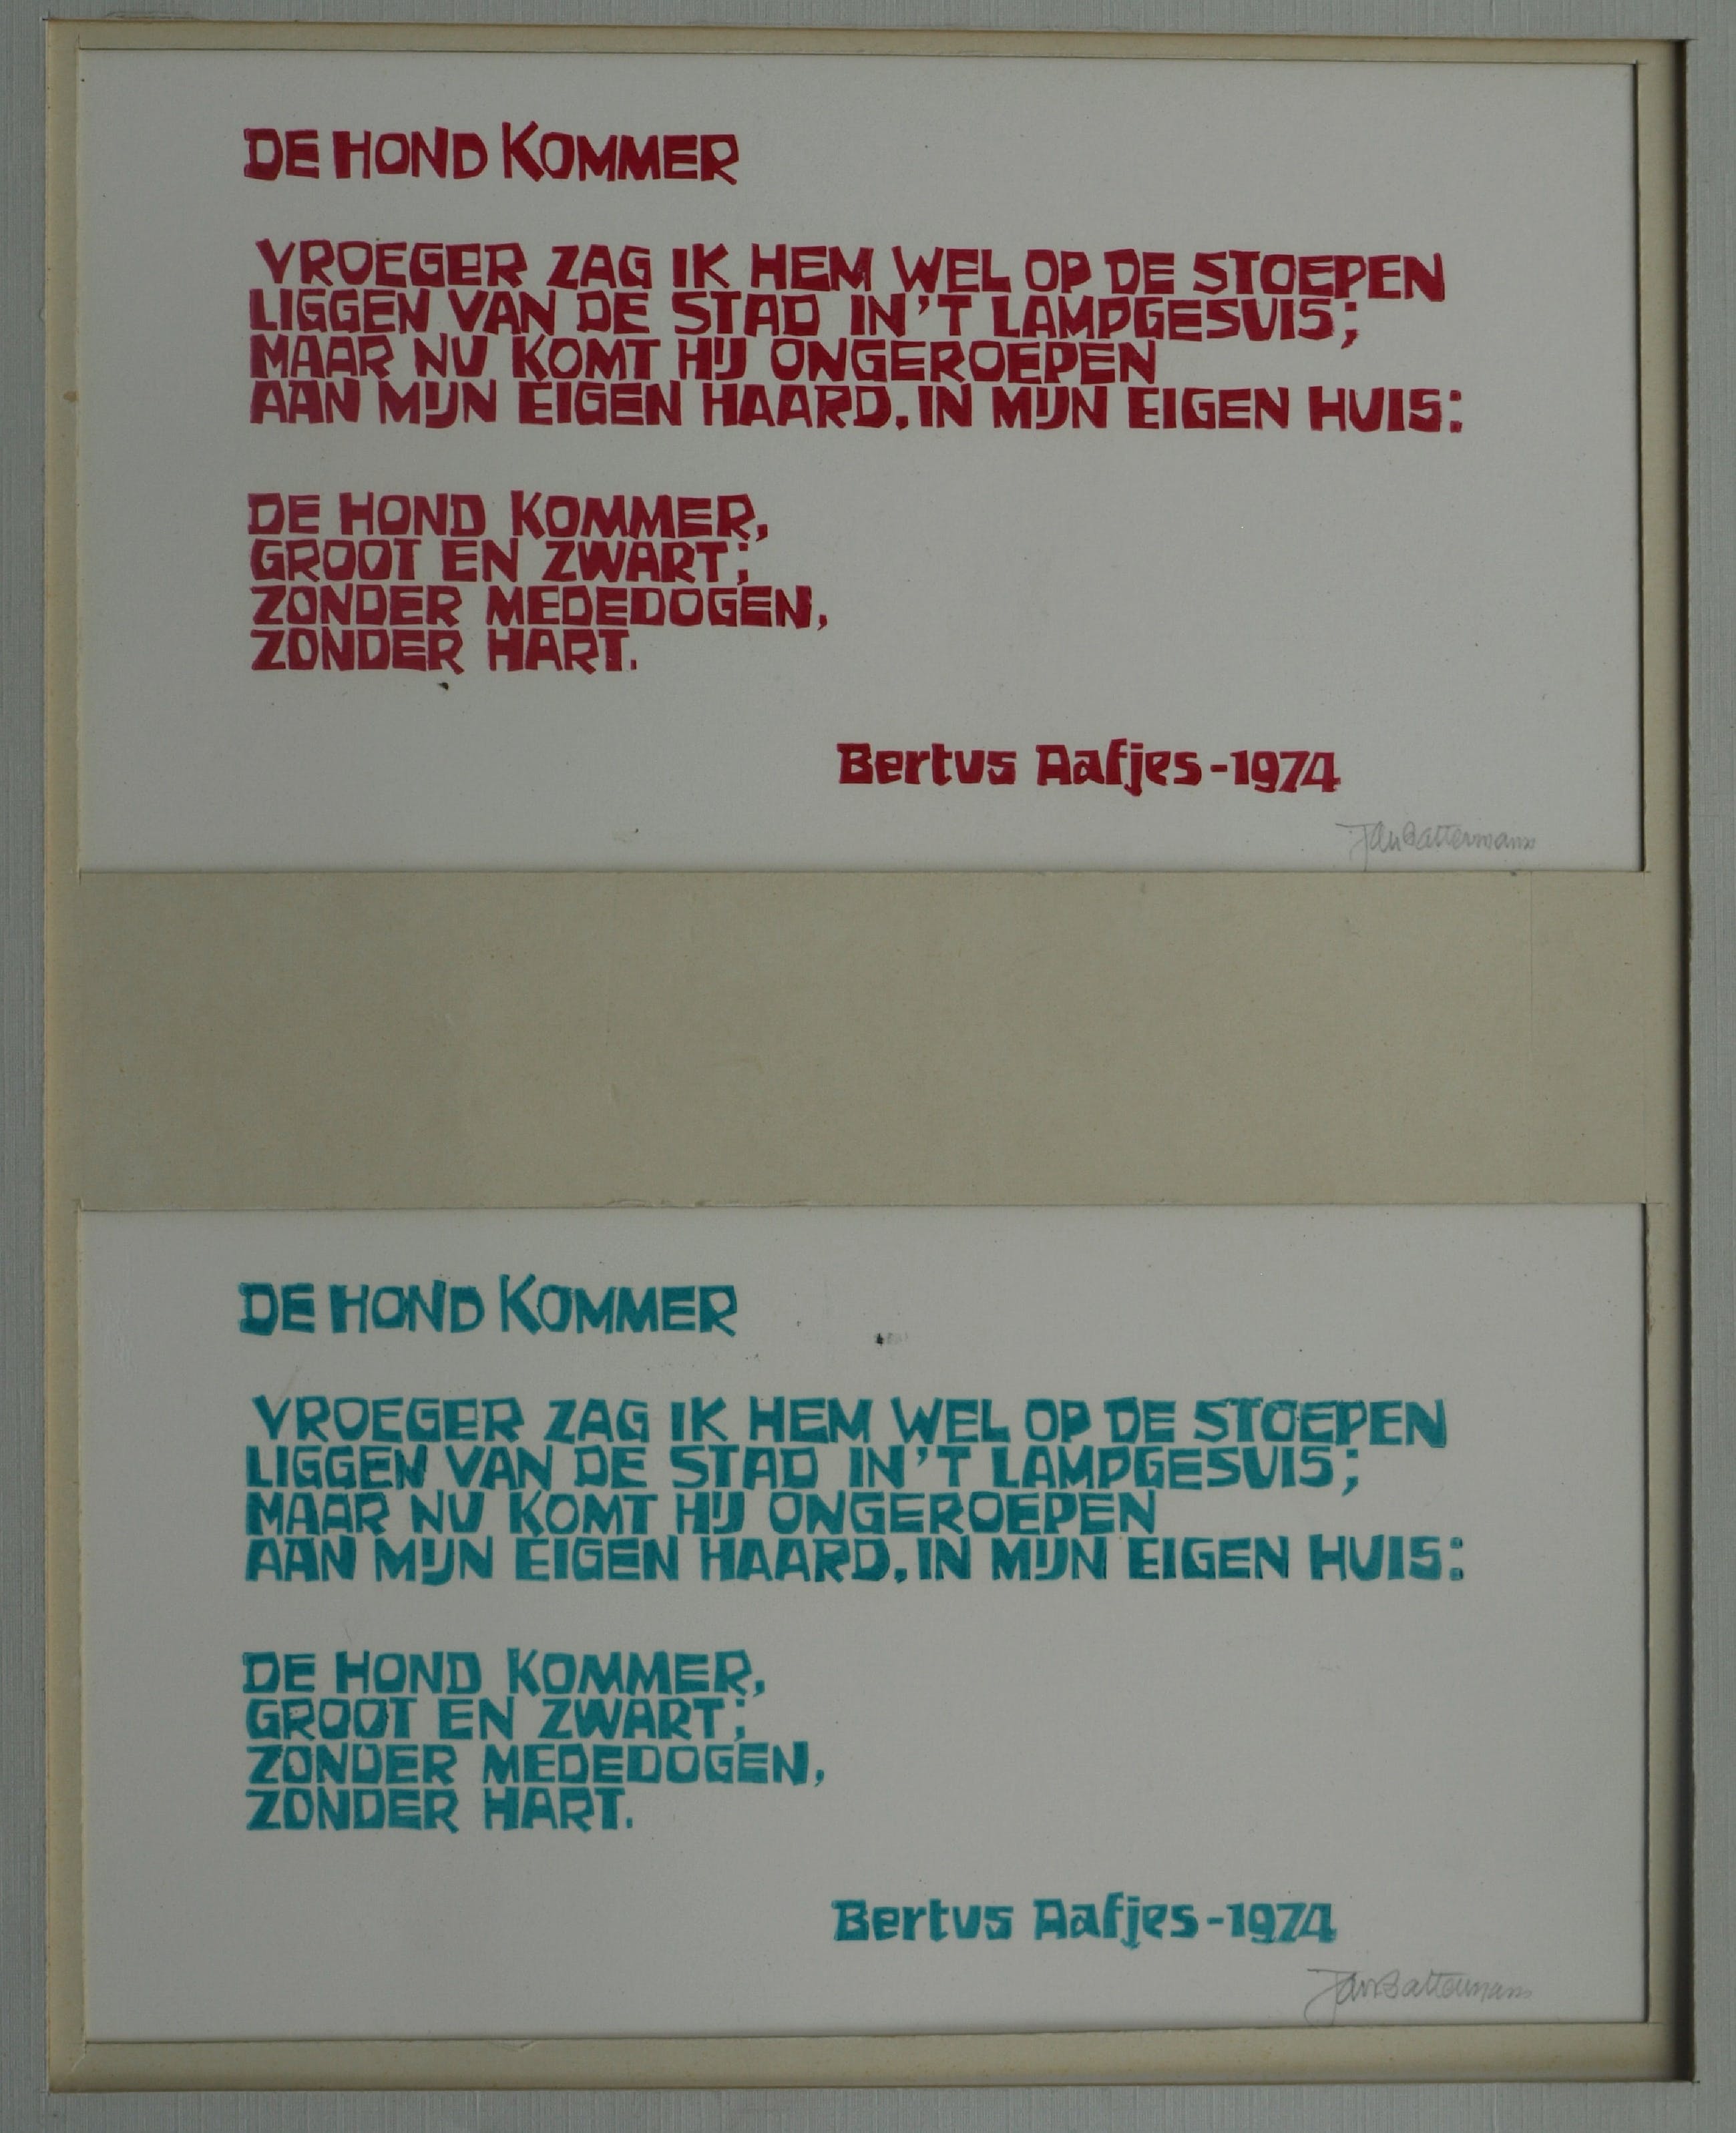 DE HOND KOMMER
VROEGER ZAG IK HEM WEL OP DE STOEPEN
LIGGEN VAN DE STAD IN'T LAMPGESUIS;
MAAR NU KOMT HIJ ONGEROEPEN
AAN MIJN EIGEN HAARD, IN MIJN EIGEN HUIS:
DE HOND KOMMER,
GROOT EN ZWART;
ZONDER MEDEDOGEN,
ZONDER HART.
Bertus Aafjes-1974
Jan Battermann
DE HOND KOMMER
VROEGER ZAG IK HEM WEL OP DE STOEPEN
LIGGEN VAN DE STAD IN'T LAMPGESUIS;
MAAR NU KOMT HIJ ONGEROEPEN
AAN MIJN EIGEN HAARD, IN MIJN EIGEN HUIS:
DE HOND KOMMER,
GROOT EN ZWART;
ZONDER MEDEDOGEN,
ZONDER HART.
Bertus Aafjes-1974
Jan Battermann